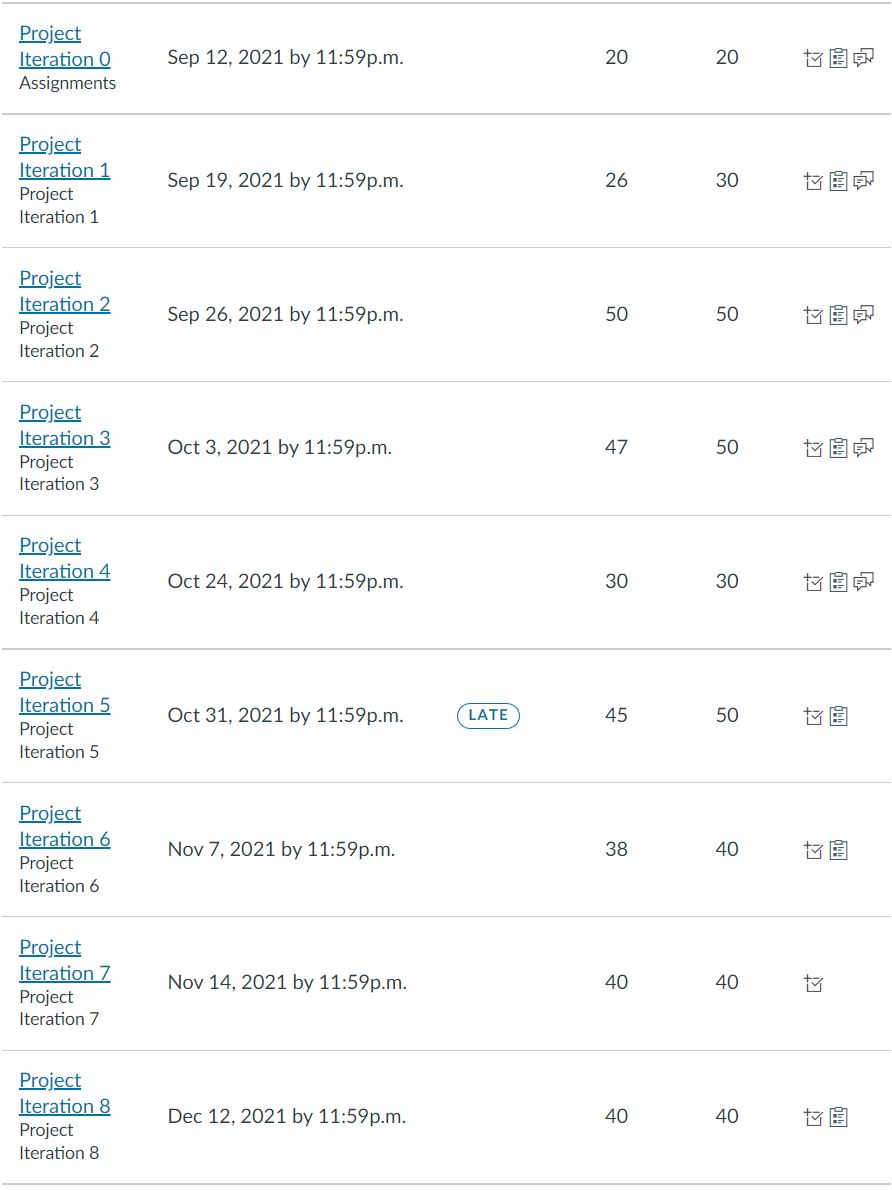 Project
Iteration 0
Assignments
Sep 12, 2021 by 11:59p.m.
20
20
Project
Iteration 1
Project
Iteration 1
Sep 19, 2021 by 11:59p.m.
26
30
Project
Iteration 2
Project
Iteration 2
Sep 26, 2021 by 11:59p.m.
50
50
Project
Iteration 3
Project
Iteration 3
Oct 3, 2021 by 11:59p.m.
47
50
Project
Iteration 4
Project
Iteration 4
Oct 24, 2021 by 11:59p.m.
30
30
Project
Iteration 5
Project
Iteration 5
Oct 31, 2021 by 11:59p.m.
LATE
45
50
Project
Iteration 6
Project
Iteration 6
Nov 7, 2021 by 11:59p.m.
38
40
Project
Iteration 7
Project
Iteration 7
Nov 14, 2021 by 11:59p.m.
40
40
Project
Iteration 8
Project
Iteration 8
Dec 12, 2021 by 11:59p.m.
40
40